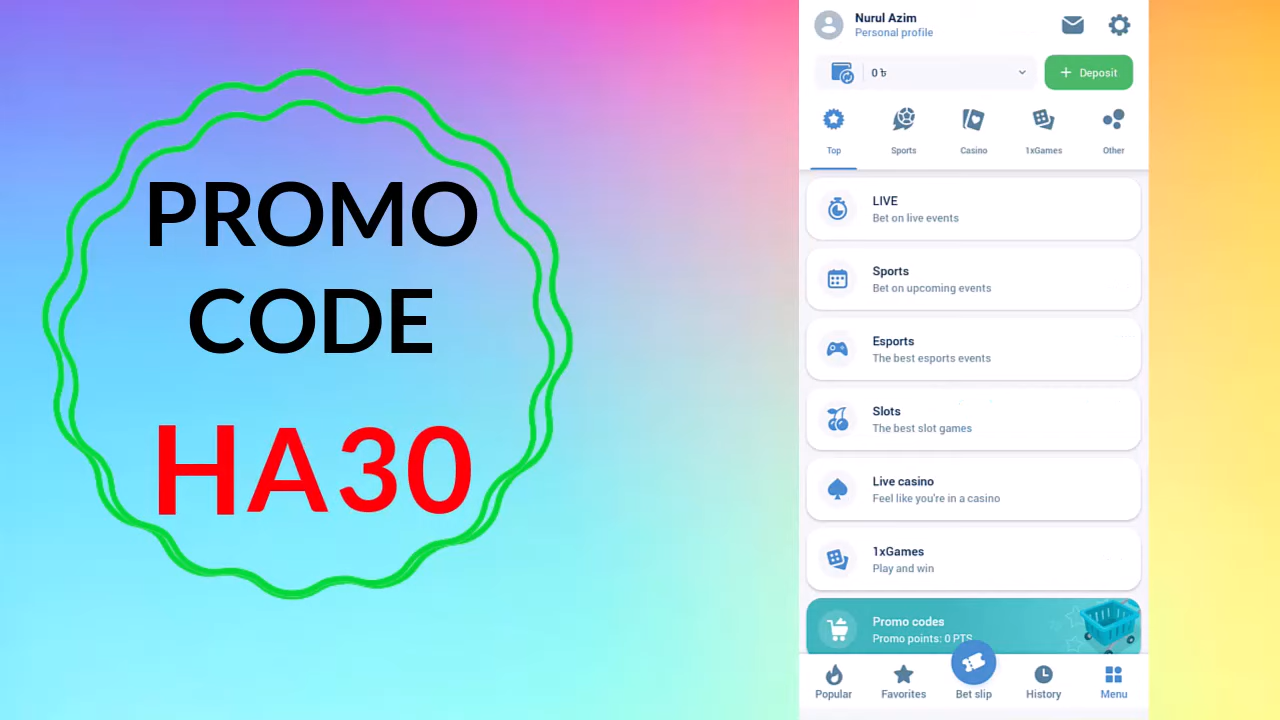 PROMO
CODE
HA30
Nurul Azim
Personal profile
0 ৳
+ Deposit
Top
Sports
Casino
1xGames
Other
LIVE
Bet on live events
Sports
Bet on upcoming events
Esports
The best esports events
Slots
The best slot games
Live casino
Feel like you're in a casino
1xGames
Play and win
Promo codes
Promo points: 0 PTS
Popular
Favorites
Bet slip
History
Menu